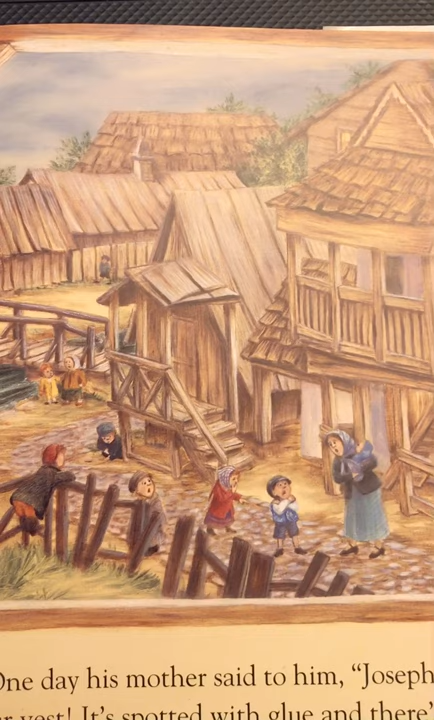 One day his mother said to him, “Joseph
vest! It’s spotted with glue and there’